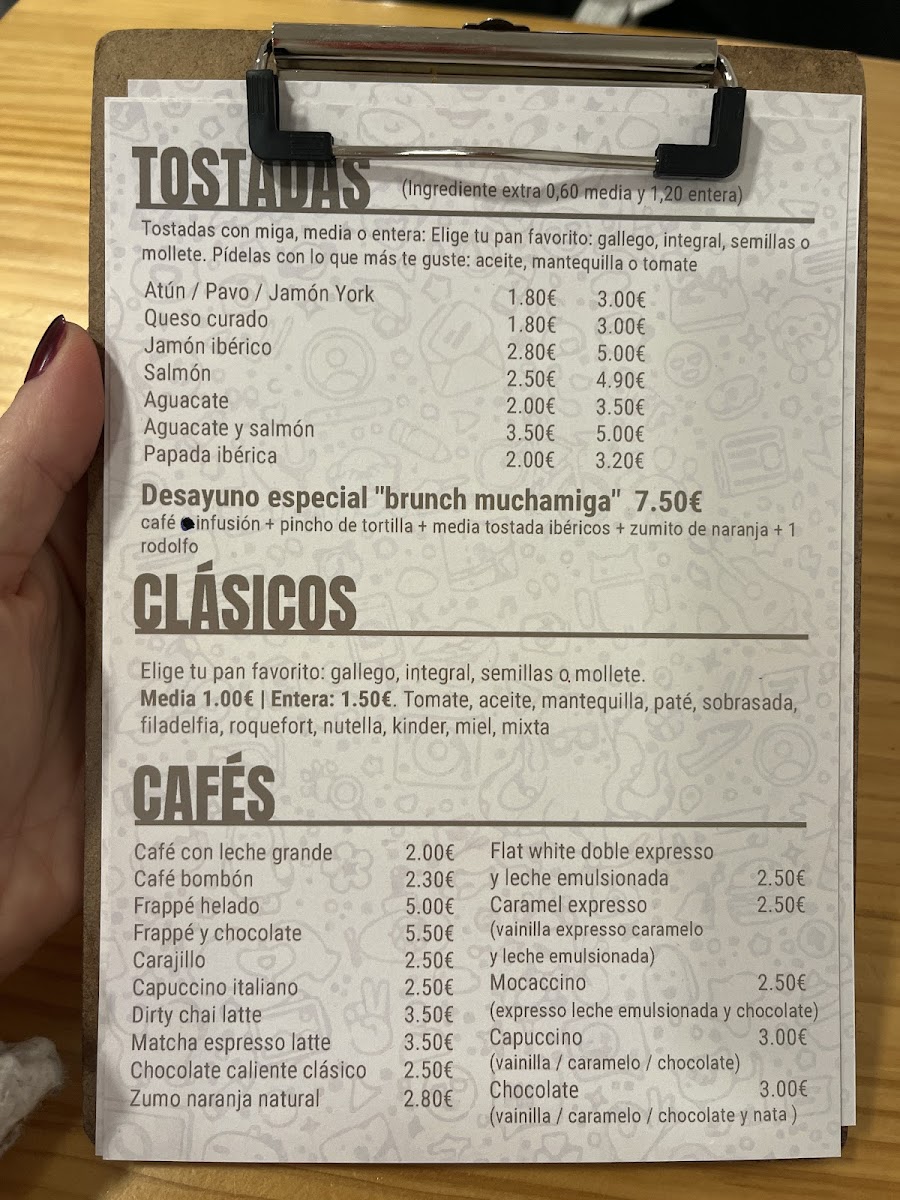 TOSTADAS (Ingrediente extra 0,60 media y 1,20 entera)
Tostadas con miga, media o entera: Elige tu pan favorito: gallego, integral, semillas o
mollete. Pídelas con lo que más te guste: aceite, mantequilla o tomate
Atún / Pavo / Jamón York 1.80€ 3.00€
Queso curado 1.80€ 3.00€
Jamón ibérico 2.80€ 5.00€
Salmón 2.50€ 4.90€
Aguacate 2.00€ 3.50€
Aguacate y salmón 3.50€ 5.00€
Papada ibérica 2.00€ 3.20€
Desayuno especial "brunch muchamiga" 7.50€
café infusión + pincho de tortilla + media tostada ibéricos + zumito de naranja + 1
rodolfo
CLÁSICOS
Elige tu pan favorito: gallego, integral, semillas o mollete.
Media 1.00€ | Entera: 1.50€. Tomate, aceite, mantequilla, paté, sobrasada,
filadelfia, roquefort, nutella, kinder, miel, mixta
CAFÉS
Café con leche grande 2.00€
Café bombón 2.30€
Frappé helado 5.00€
Frappé y chocolate 5.50€
Carajillo 2.50€
Capuccino italiano 2.50€
Dirty chai latte 3.50€
Matcha espresso latte 3.50€
Chocolate caliente clásico 2.50€
Zumo naranja natural 2.80€
Flat white doble expresso
y leche emulsionada 2.50€
Caramel expresso 2.50€
(vainilla expresso caramelo
y leche emulsionada)
Mocaccino 2.50€
(expresso leche emulsionada y chocolate)
Capuccino 3.00€
(vainilla / caramelo / chocolate)
Chocolate 3.00€
(vainilla / caramelo / chocolate y nata )